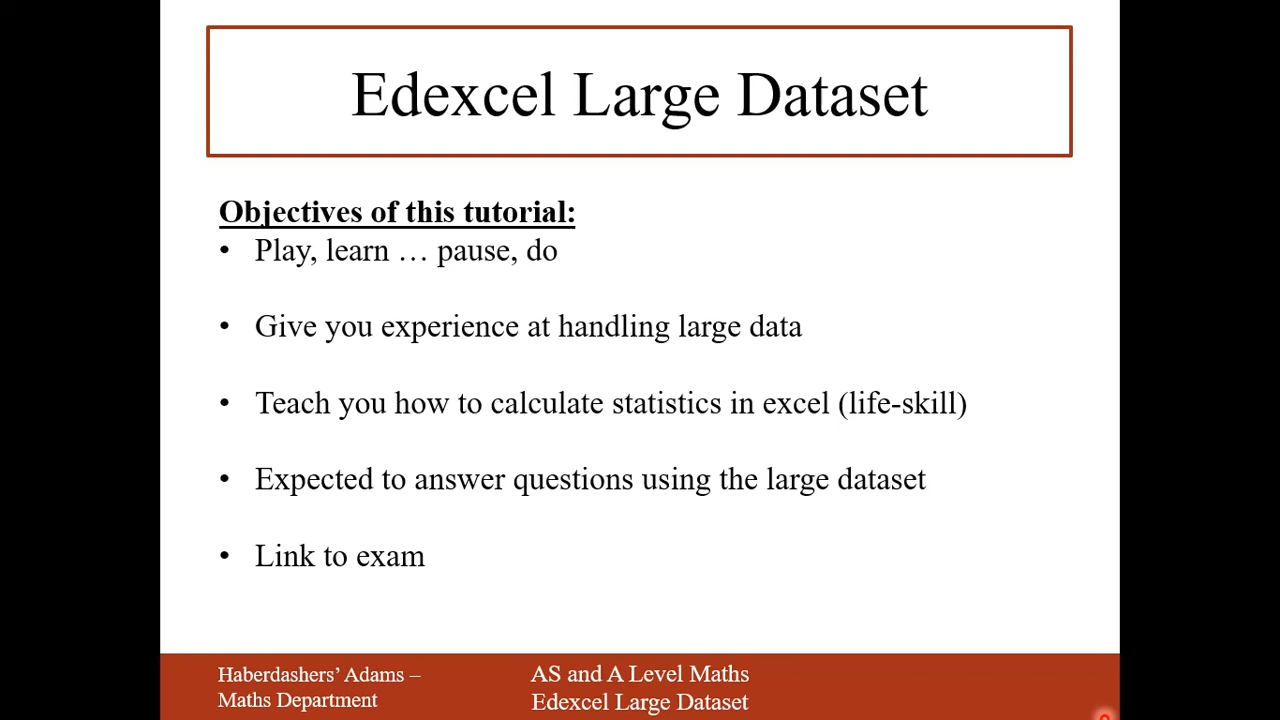 Edexcel Large Dataset
Objectives of this tutorial:
• Play, learn … pause, do
• Give you experience at handling large data
• Teach you how to calculate statistics in excel (life-skill)
• Expected to answer questions using the large dataset
• Link to exam
Haberdashers’ Adams –
Maths Department
AS and A Level Maths
Edexcel Large Dataset